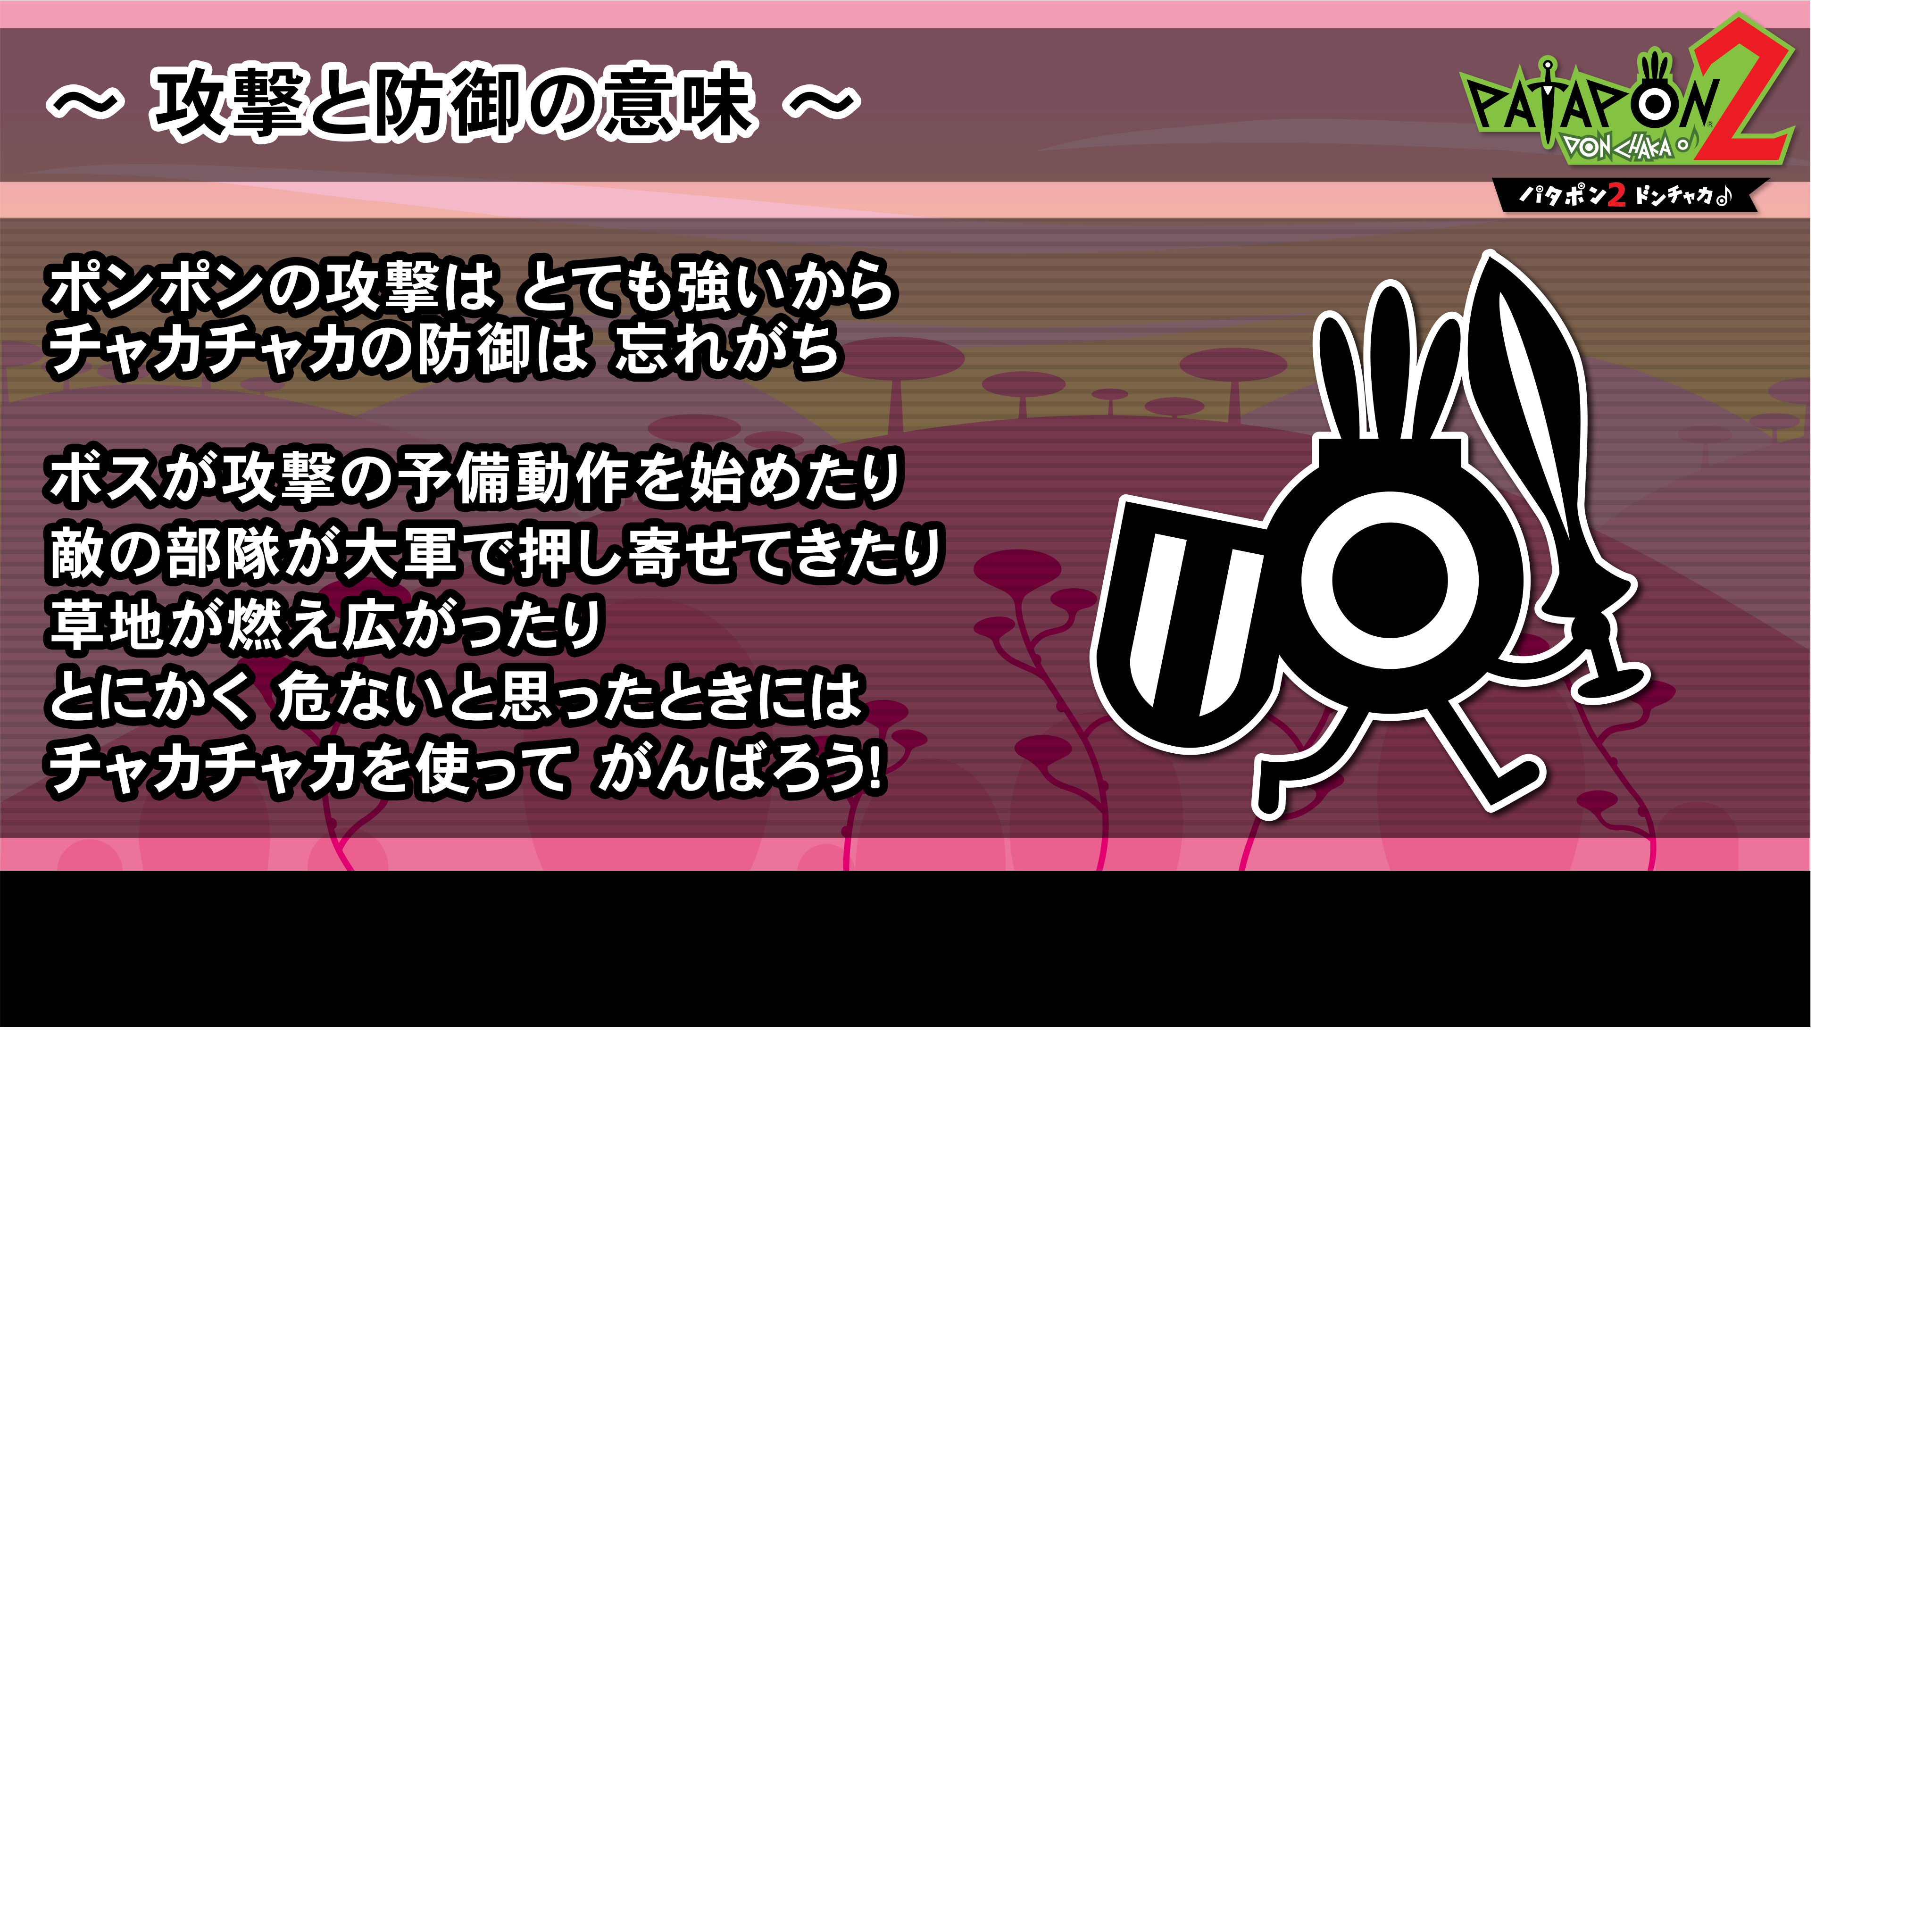 ～ 攻撃と防御の意味 ～
PATAPON 2
DONCHAKA♪
パタポン2 ドンチャカ♪
ポンポンの攻撃は とても強いから
チャカチャカの防御は 忘れがち
ボスが攻撃の予備動作を始めたり
敵の部隊が大軍で押し寄せてきたり
草地が燃え広がったり
とにかく 危ないと思ったときには
チャカチャカを使って がんばろう!